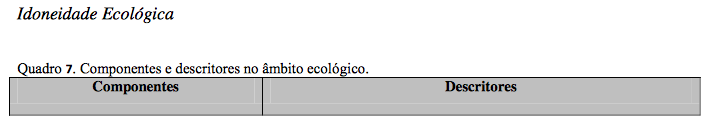 Idoneidade Ecológica
Quadro 7. Componentes e descritores no âmbito ecológico.
Componentes Descritores